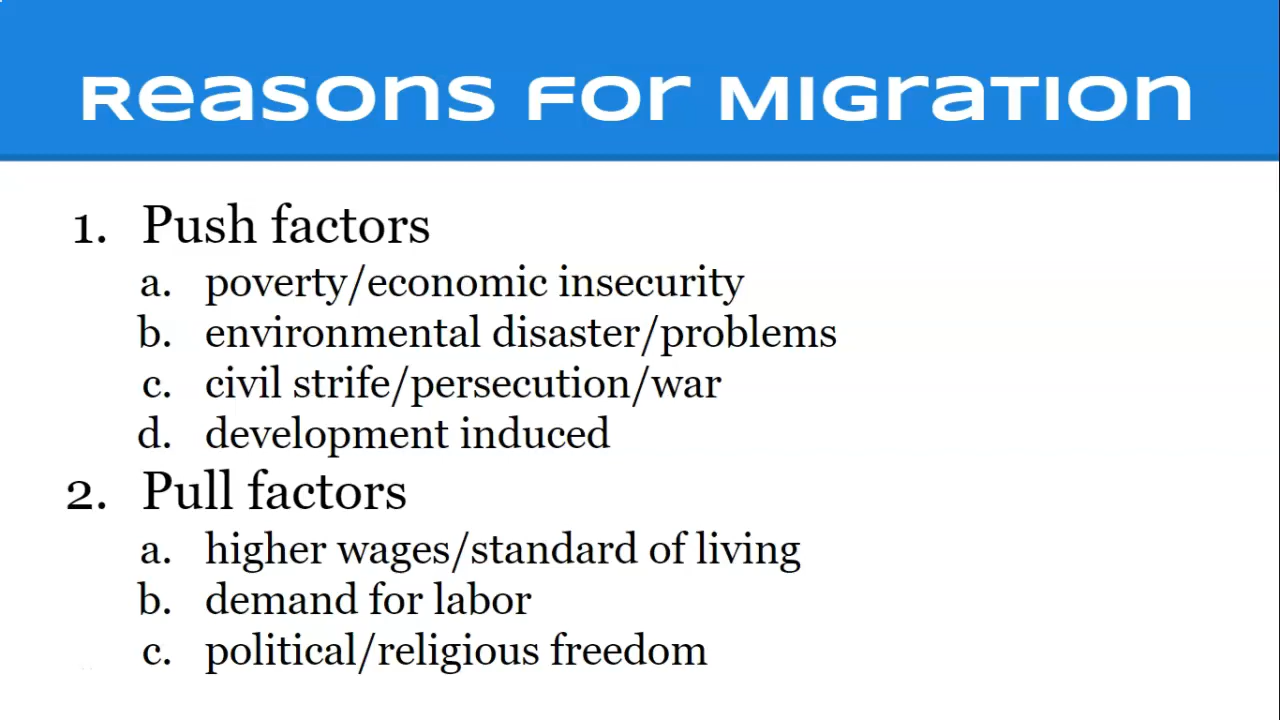 Reasons for Migration
1. Push factors
a. poverty/economic insecurity
b. environmental disaster/problems
c. civil strife/persecution/war
d. development induced
2. Pull factors
a. higher wages/standard of living
b. demand for labor
c. political/religious freedom